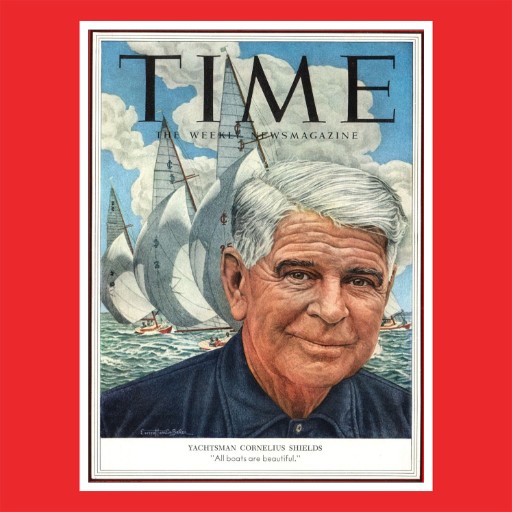 TIME
THE WEEKLY NEWSMAGAZINE
YACHTSMAN CORNELIUS SHIELDS
"All boats are beautiful."